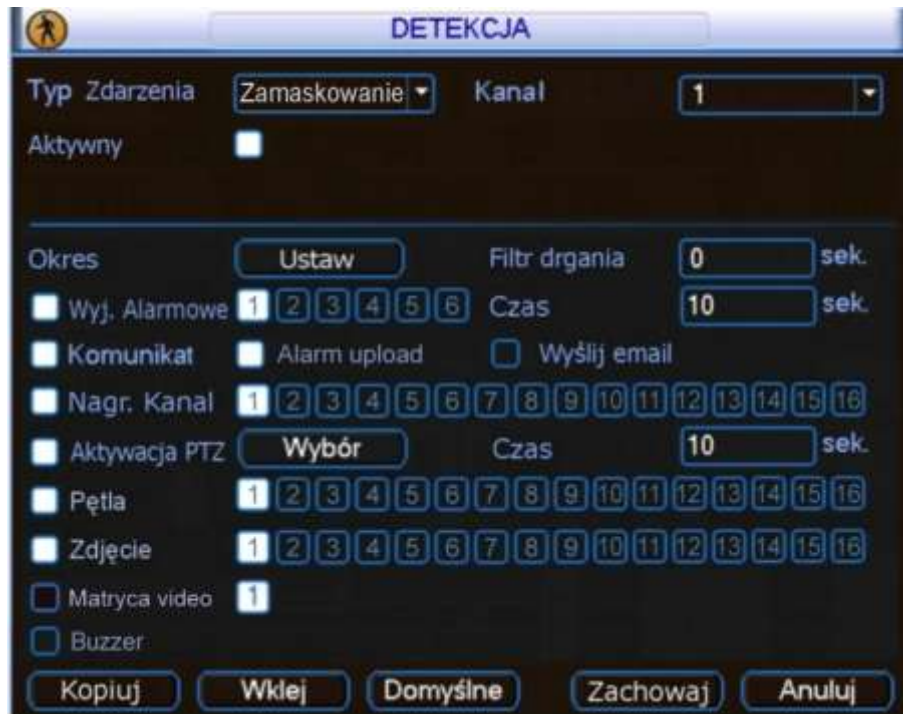 DETEKCJA
Typ Zdarzenia Zamaskowanie Kanał 1
Aktywny
Okres Ustaw Filtr drgania 0 sek.
Wyj. Alarmowe 1 2 3 4 5 6 Czas 10 sek.
Komunikat Alarm upload Wyślij email
Nagr. Kanal 1 2 3 4 5 6 7 8 9 10 11 12 13 14 15 16
Aktywacja PTZ Wybór Czas 10 sek.
Pętla 1 2 3 4 5 6 7 8 9 10 11 12 13 14 15 16
Zdjęcie 1 2 3 4 5 6 7 8 9 10 11 12 13 14 15 16
Matryca video 1
Buzzer
Kopiuj Wklej Domyślne Zachowaj Anuluj